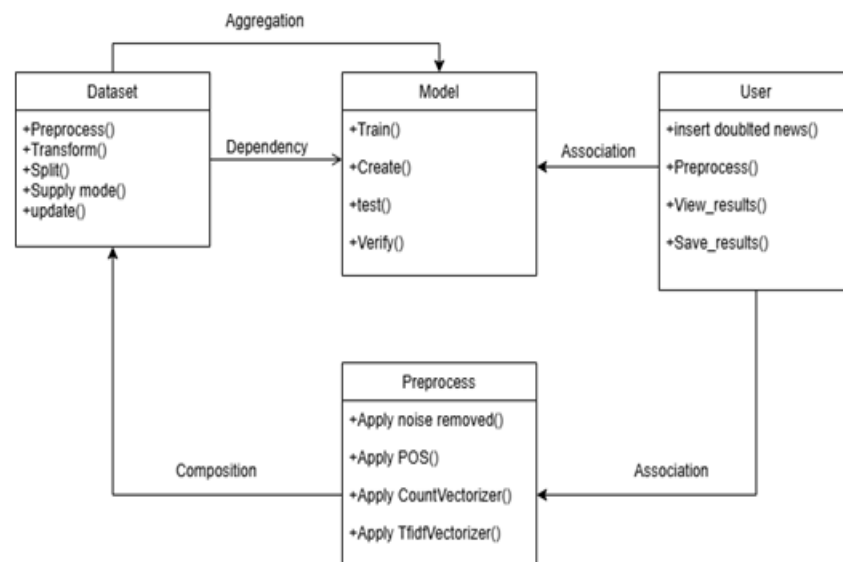 Aggregation
Dataset
+Preprocess()
+Transform()
+Split()
+Supply mode()
+update()
Dependency
Model
+Train()
+Create()
+test()
+Verify()
Association
User
+insert doublted news()
+Preprocess()
+View_results()
+Save_results()
Preprocess
+Apply noise removed()
+Apply POS()
+Apply CountVectorizer()
+Apply TfidfVectorizer()
Composition
Association